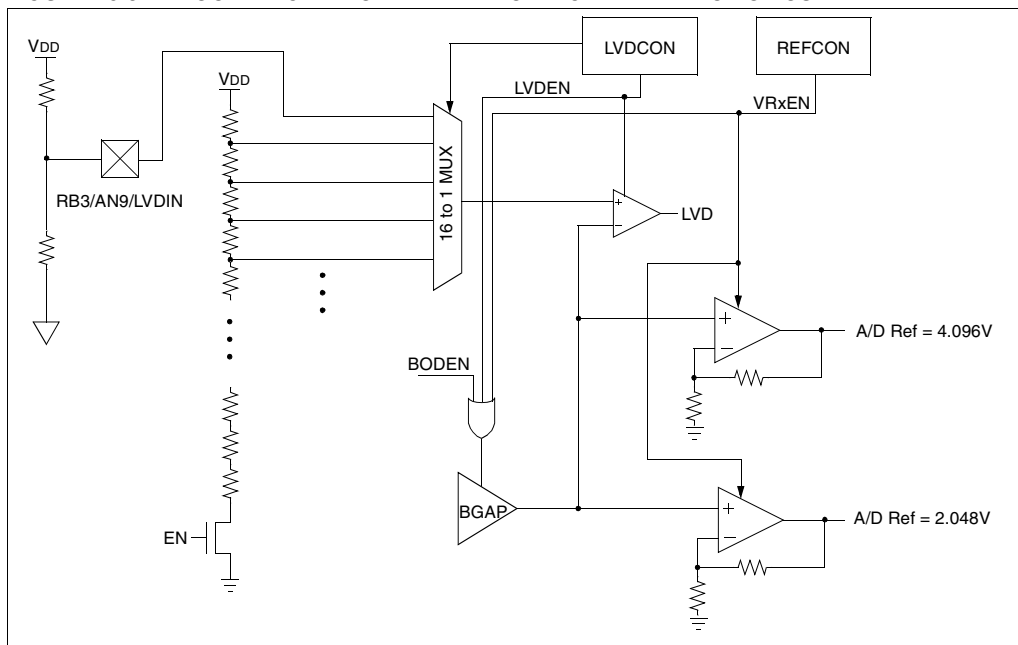 VDD
VDD
LVDCON
REFCON
LVDEN
VRxEN
16 to 1 MUX
RB3/AN9/LVDIN
+
−
LVD
+
−
A/D Ref = 4.096V
BODEN
BGAP
+
−
A/D Ref = 2.048V
EN